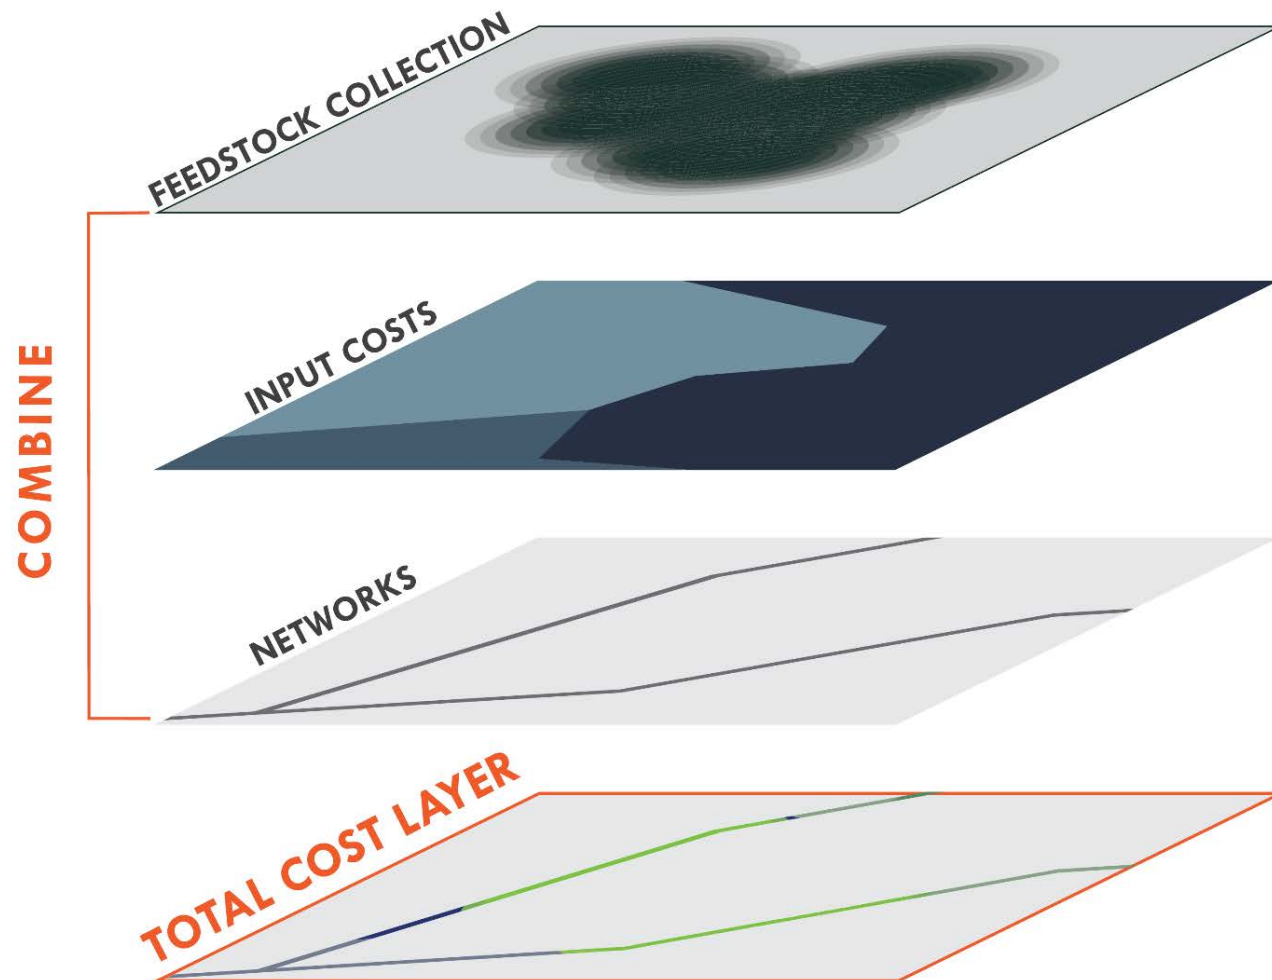 FEEDSTOCK COLLECTION
INPUT COSTS
COMBINE
NETWORKS
TOTAL COST LAYER